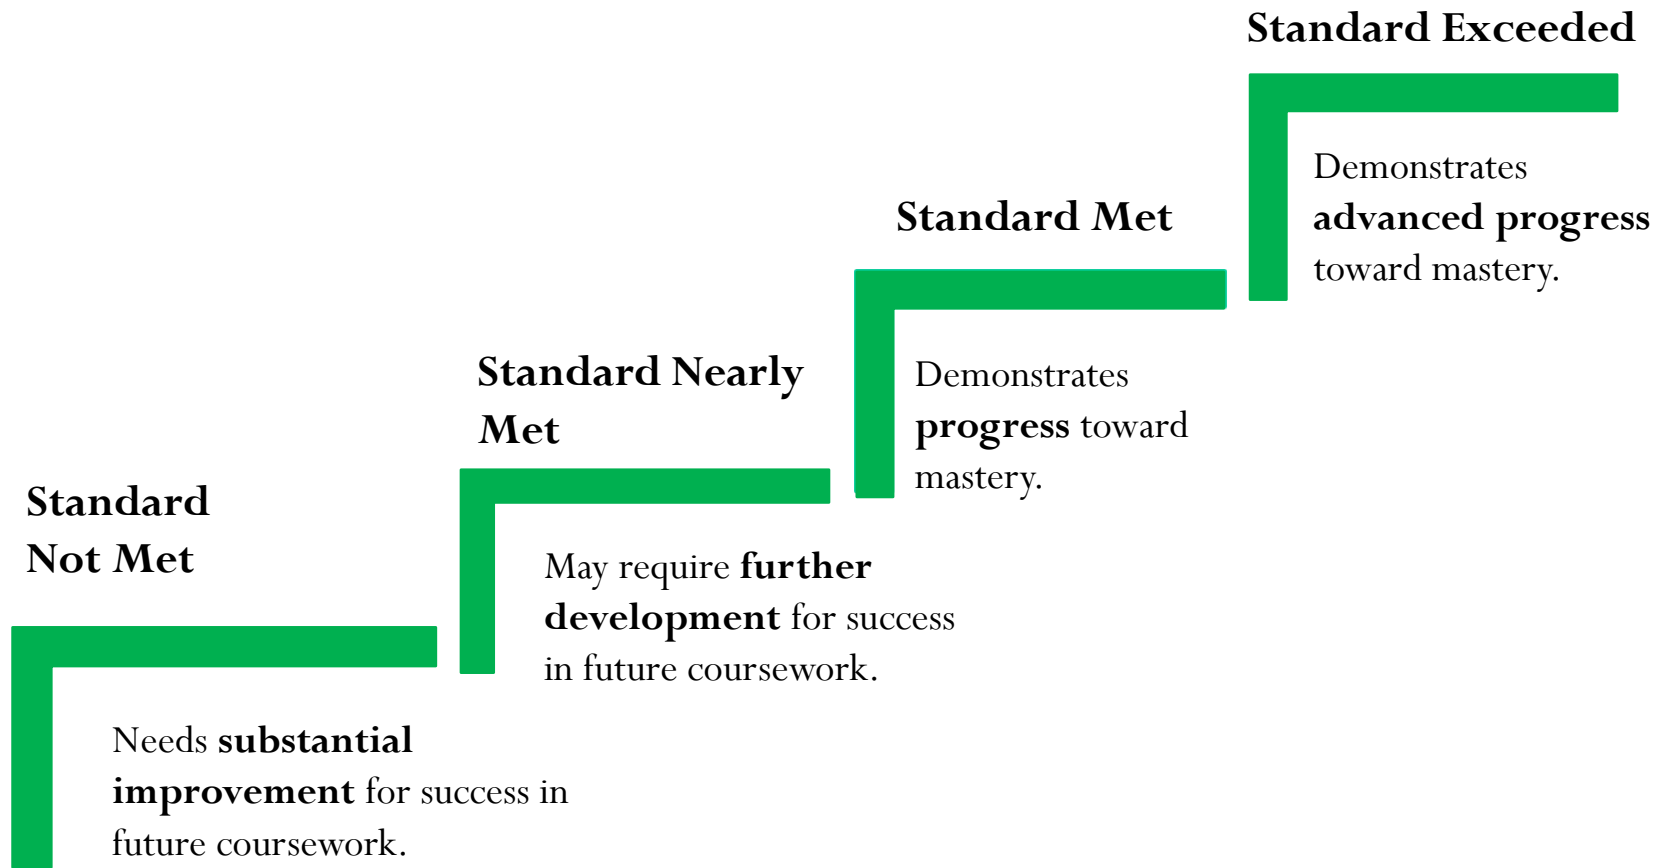 Standard Exceeded
Demonstrates
advanced progress
toward mastery.
Standard Met
Demonstrates
progress toward
mastery.
Standard Nearly
Met
May require further
development for success
in future coursework.
Standard
Not Met
Needs substantial
improvement for success in
future coursework.